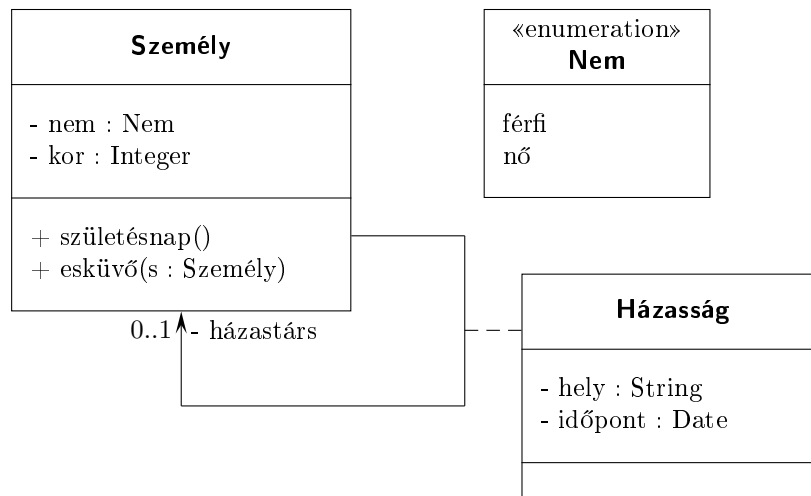 Személy
- nem : Nem
- kor : Integer
+ születésnap()
+ esküvő(s : Személy)
0..1
- házastárs
«enumeration»
Nem
férfi
nő
Házasság
- hely : String
- időpont : Date